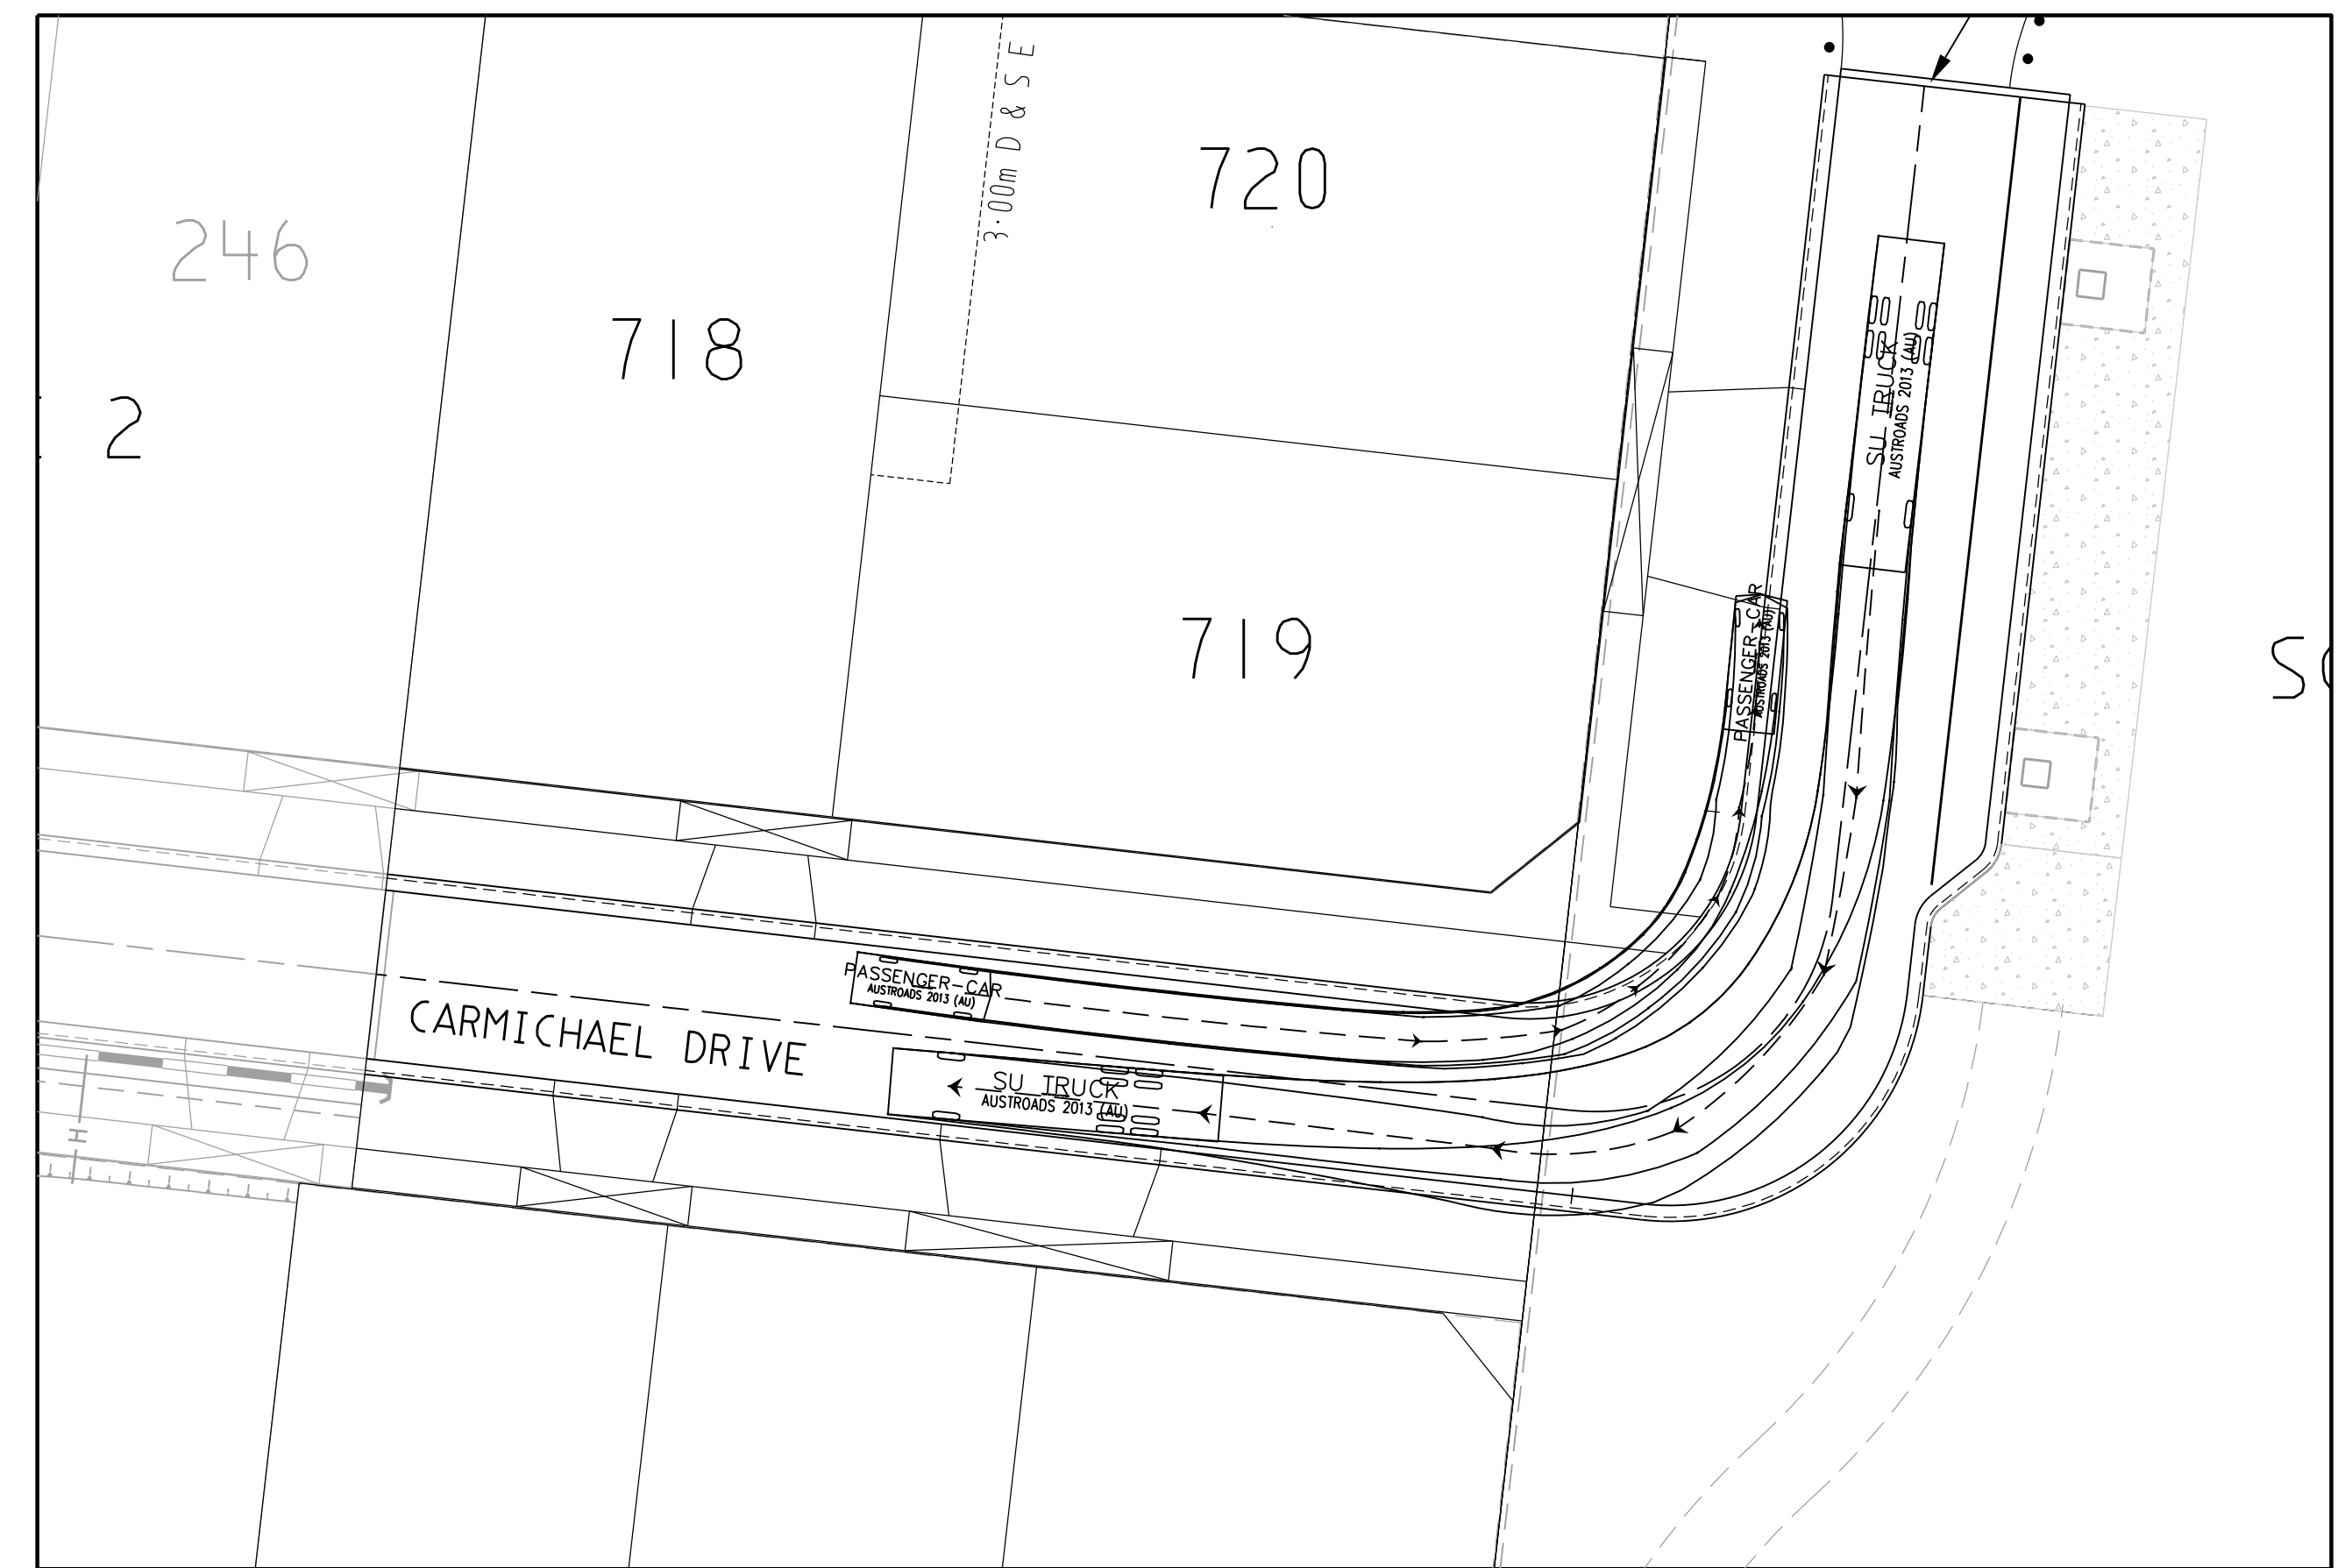 3.00m D & S E
720
246
718
2
719
SU TRUCK
AUSTROADS 2013 (AU)
PASSENGER-CAR
AUSTROADS 2013 (AU)
PASSENGER-CAR
AUSTROADS 2013 (AU)
CARMICHAEL DRIVE
SU TRUCK
AUSTROADS 2013 (AU)
H